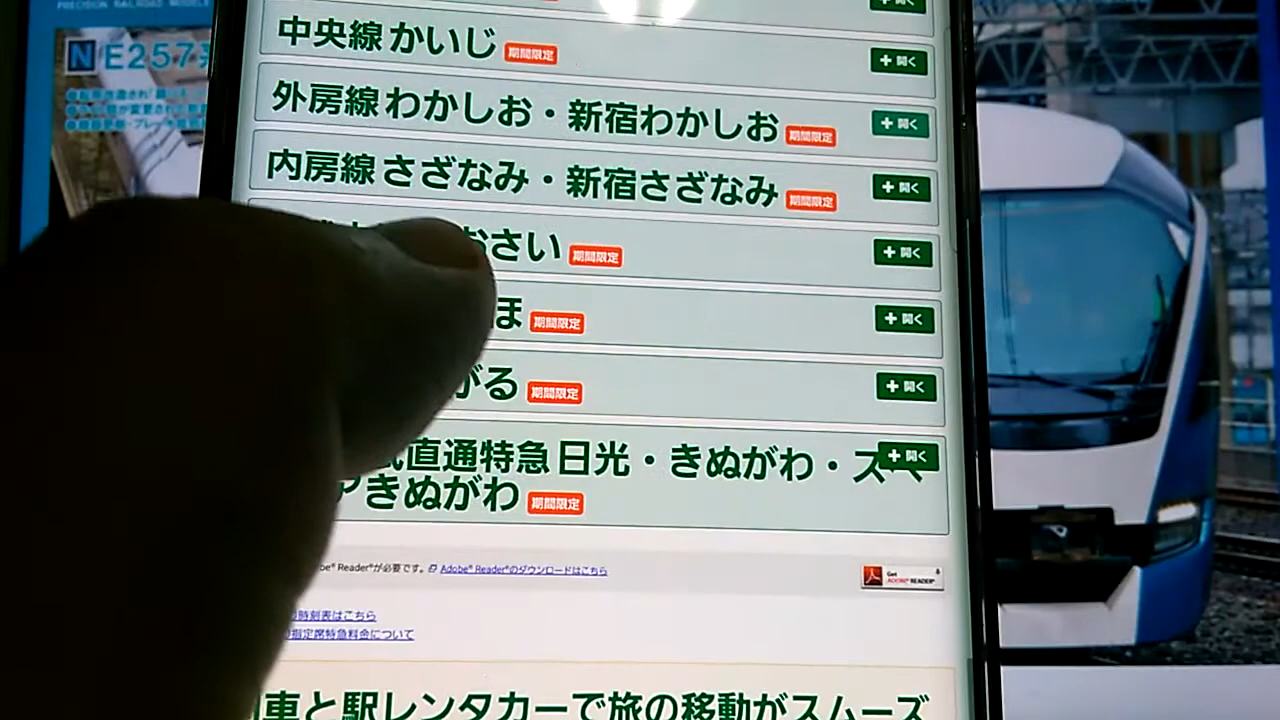 PRECISION RAILROAD MODELS
N E257系
中央線 かいじ 期間限定 + 開く
外房線 わかしお・新宿わかしお 期間限定 + 開く
内房線 さざなみ・新宿さざなみ 期間限定 + 開く
おさい 期間限定 + 開く
ほ 期間限定 + 開く
がる 期間限定 + 開く
直通特急 日光・きぬがわ・スペ + 開く
きぬがわ 期間限定
be® Reader®が必要です。 Adobe® Reader®のダウンロードはこちら
Get ADOBE® READER®
時刻表はこちら
指定席特急料金について
車と駅レンタカーで旅の移動がスムーズ